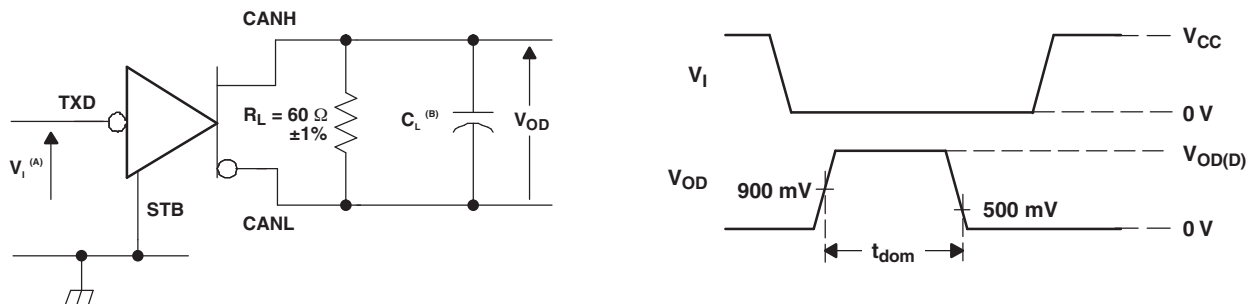 CANH
TXD
R_L = 60 Ω
±1%
C_L (B)
V_OD
V_I (A)
STB
CANL
V_I
V_CC
0 V
V_OD
900 mV
V_OD(D)
500 mV
0 V
t_dom